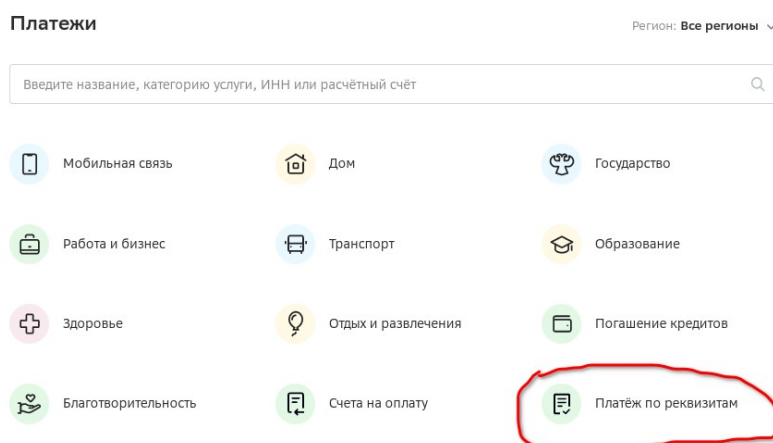 Платежи
Регион: Все регионы
Введите название, категорию услуги, ИНН или расчётный счёт
Мобильная связь
Дом
Государство
Работа и бизнес
Транспорт
Образование
Здоровье
Отдых и развлечения
Погашение кредитов
Благотворительность
Счета на оплату
Платёж по реквизитам